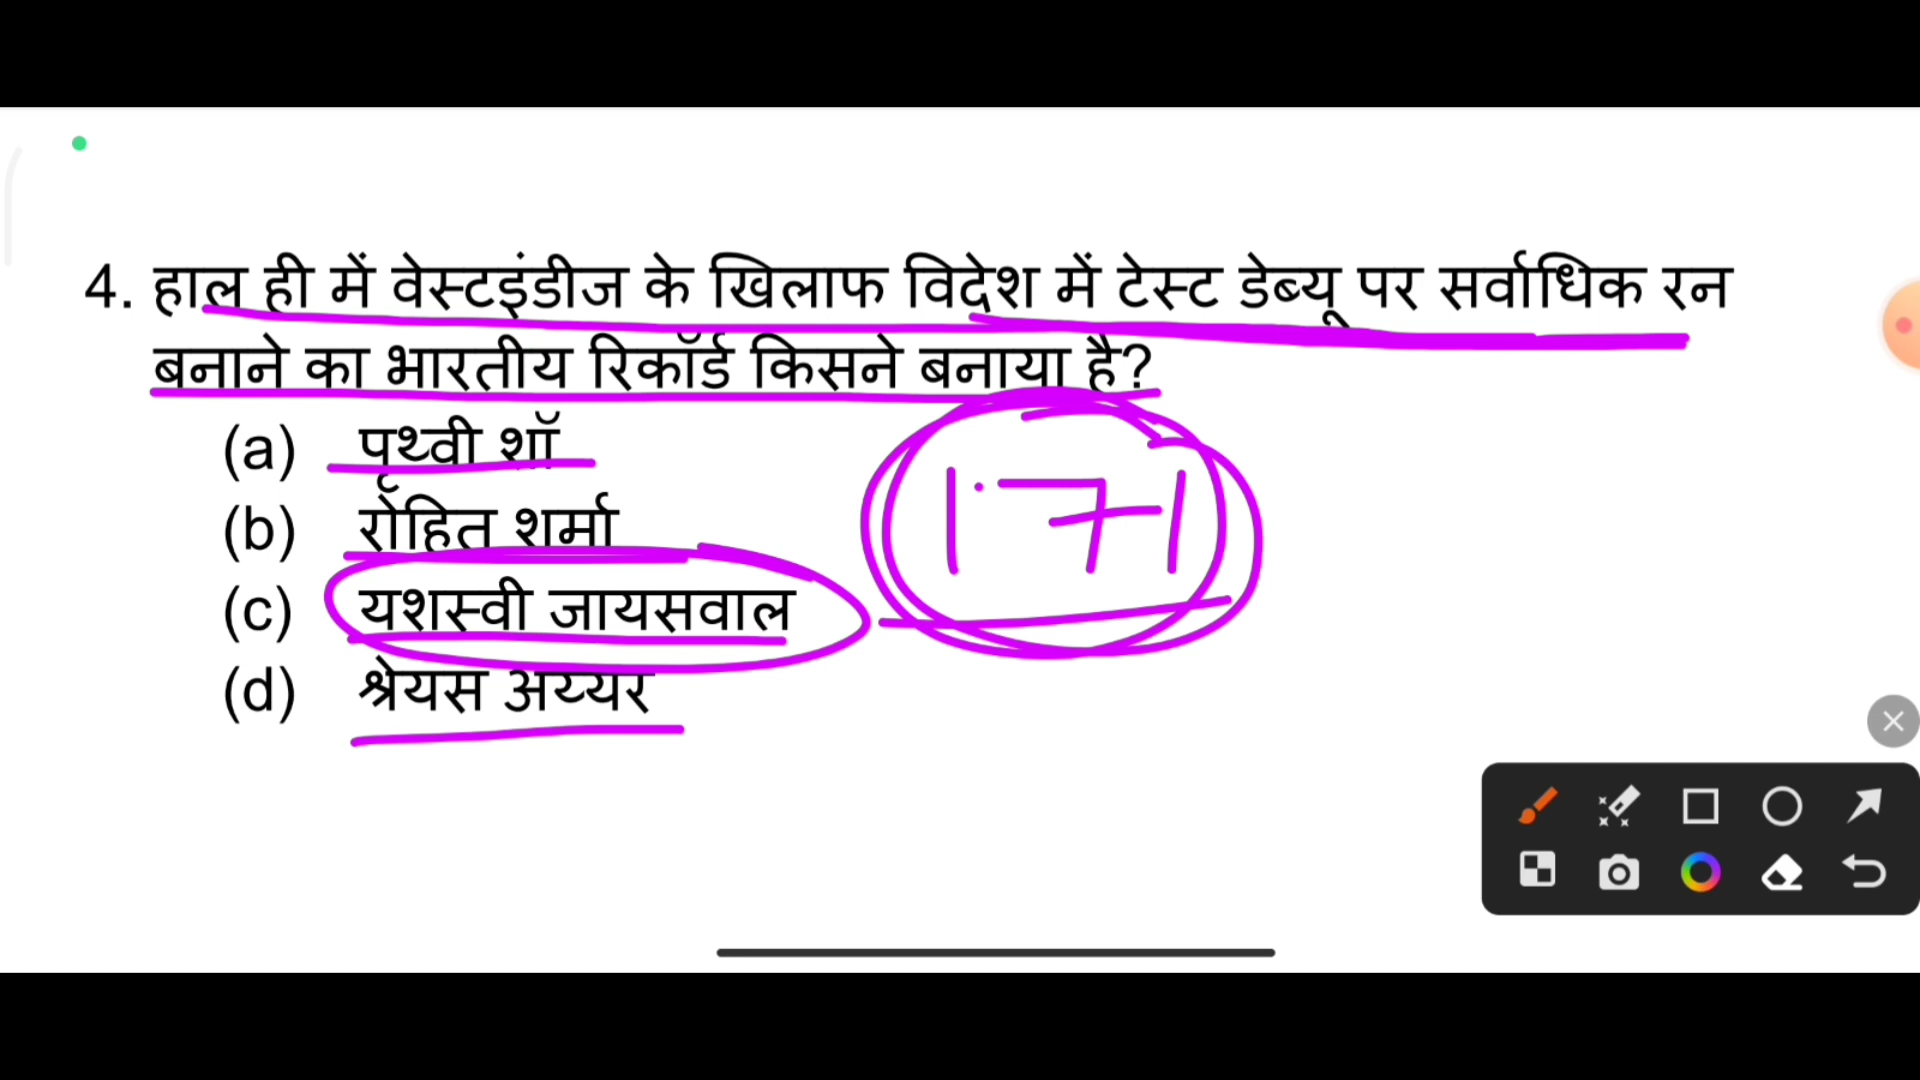 4. हाल ही में वेस्टइंडीज के खिलाफ विदेश में टेस्ट डेब्यू पर सर्वाधिक रन
बनाने का भारतीय रिकॉर्ड किसने बनाया है?
(a) पृथ्वी शॉ
(b) रोहित शर्मा
(c) यशस्वी जायसवाल
(d) श्रेयस अय्यर
171